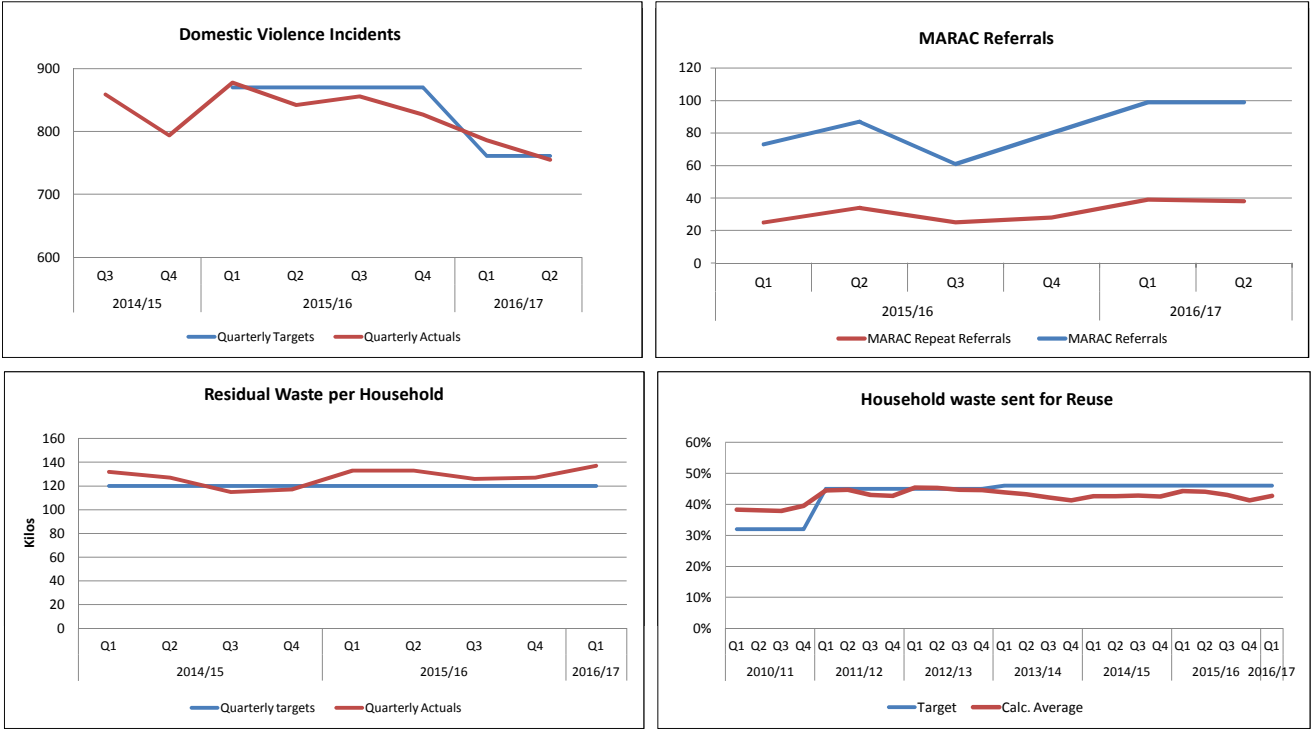 Domestic Violence Incidents
900
800
700
600
Q3 Q4 Q1 Q2 Q3 Q4 Q1 Q2
2014/15 2015/16 2016/17
Quarterly Targets Quarterly Actuals
MARAC Referrals
120
100
80
60
40
20
0
Q1 Q2 Q3 Q4 Q1 Q2
2015/16 2016/17
MARAC Repeat Referrals MARAC Referrals
Residual Waste per Household
Kilos
160
140
120
100
80
60
40
20
0
Q1 Q2 Q3 Q4 Q1 Q2 Q3 Q4 Q1
2014/15 2015/16 2016/17
Quarterly targets Quarterly Actuals
Household waste sent for Reuse
60%
50%
40%
30%
20%
10%
0%
Q1 Q2 Q3 Q4 Q1 Q2 Q3 Q4 Q1 Q2 Q3 Q4 Q1 Q2 Q3 Q4 Q1 Q2 Q3 Q4 Q1 Q2 Q3 Q4 Q1
2010/11 2011/12 2012/13 2013/14 2014/15 2015/16 2016/17
Target Calc. Average